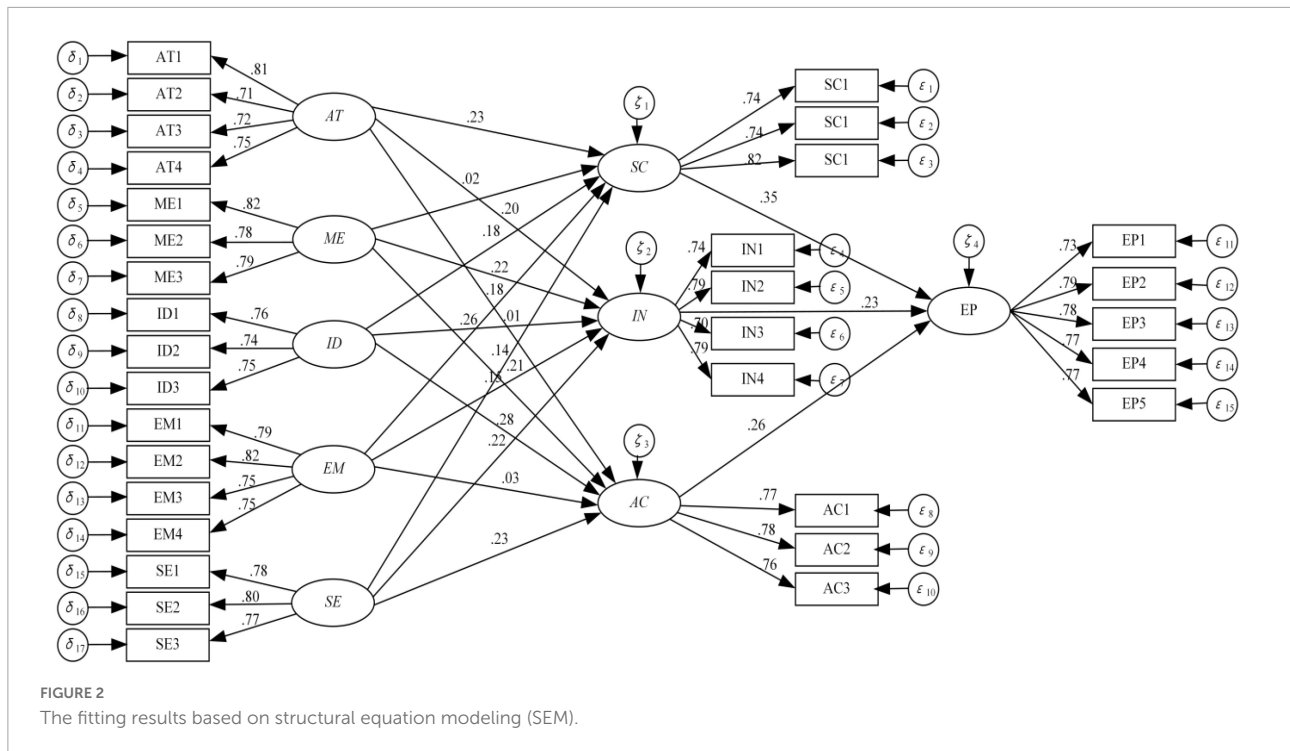 δ1 AT1
δ2 AT2
δ3 AT3
δ4 AT4
δ5 ME1
δ6 ME2
δ7 ME3
δ8 ID1
δ9 ID2
δ10 ID3
δ11 EM1
δ12 EM2
δ13 EM3
δ14 EM4
δ15 SE1
δ16 SE2
δ17 SE3
.81
.71
.72
.75
.82
.78
.79
.76
.74
.75
.79
.82
.75
.75
.78
.80
.77
AT
ME
ID
EM
SE
.23
.02
.20
.18
.22
.18
.26
.01
.14
.21
.15
.28
.22
.03
.23
ζ1
SC
ζ2
IN
ζ3
AC
.74
.74
.82
SC1 ε1
SC1 ε2
SC1 ε3
.74
.79
.70
.79
IN1 ε4
IN2 ε5
IN3 ε6
IN4 ε7
.77
.78
.76
AC1 ε8
AC2 ε9
AC3 ε10
.35
.23
.26
ζ4
EP
.73
.79
.78
.77
.77
EP1 ε11
EP2 ε12
EP3 ε13
EP4 ε14
EP5 ε15
FIGURE 2
The fitting results based on structural equation modeling (SEM).